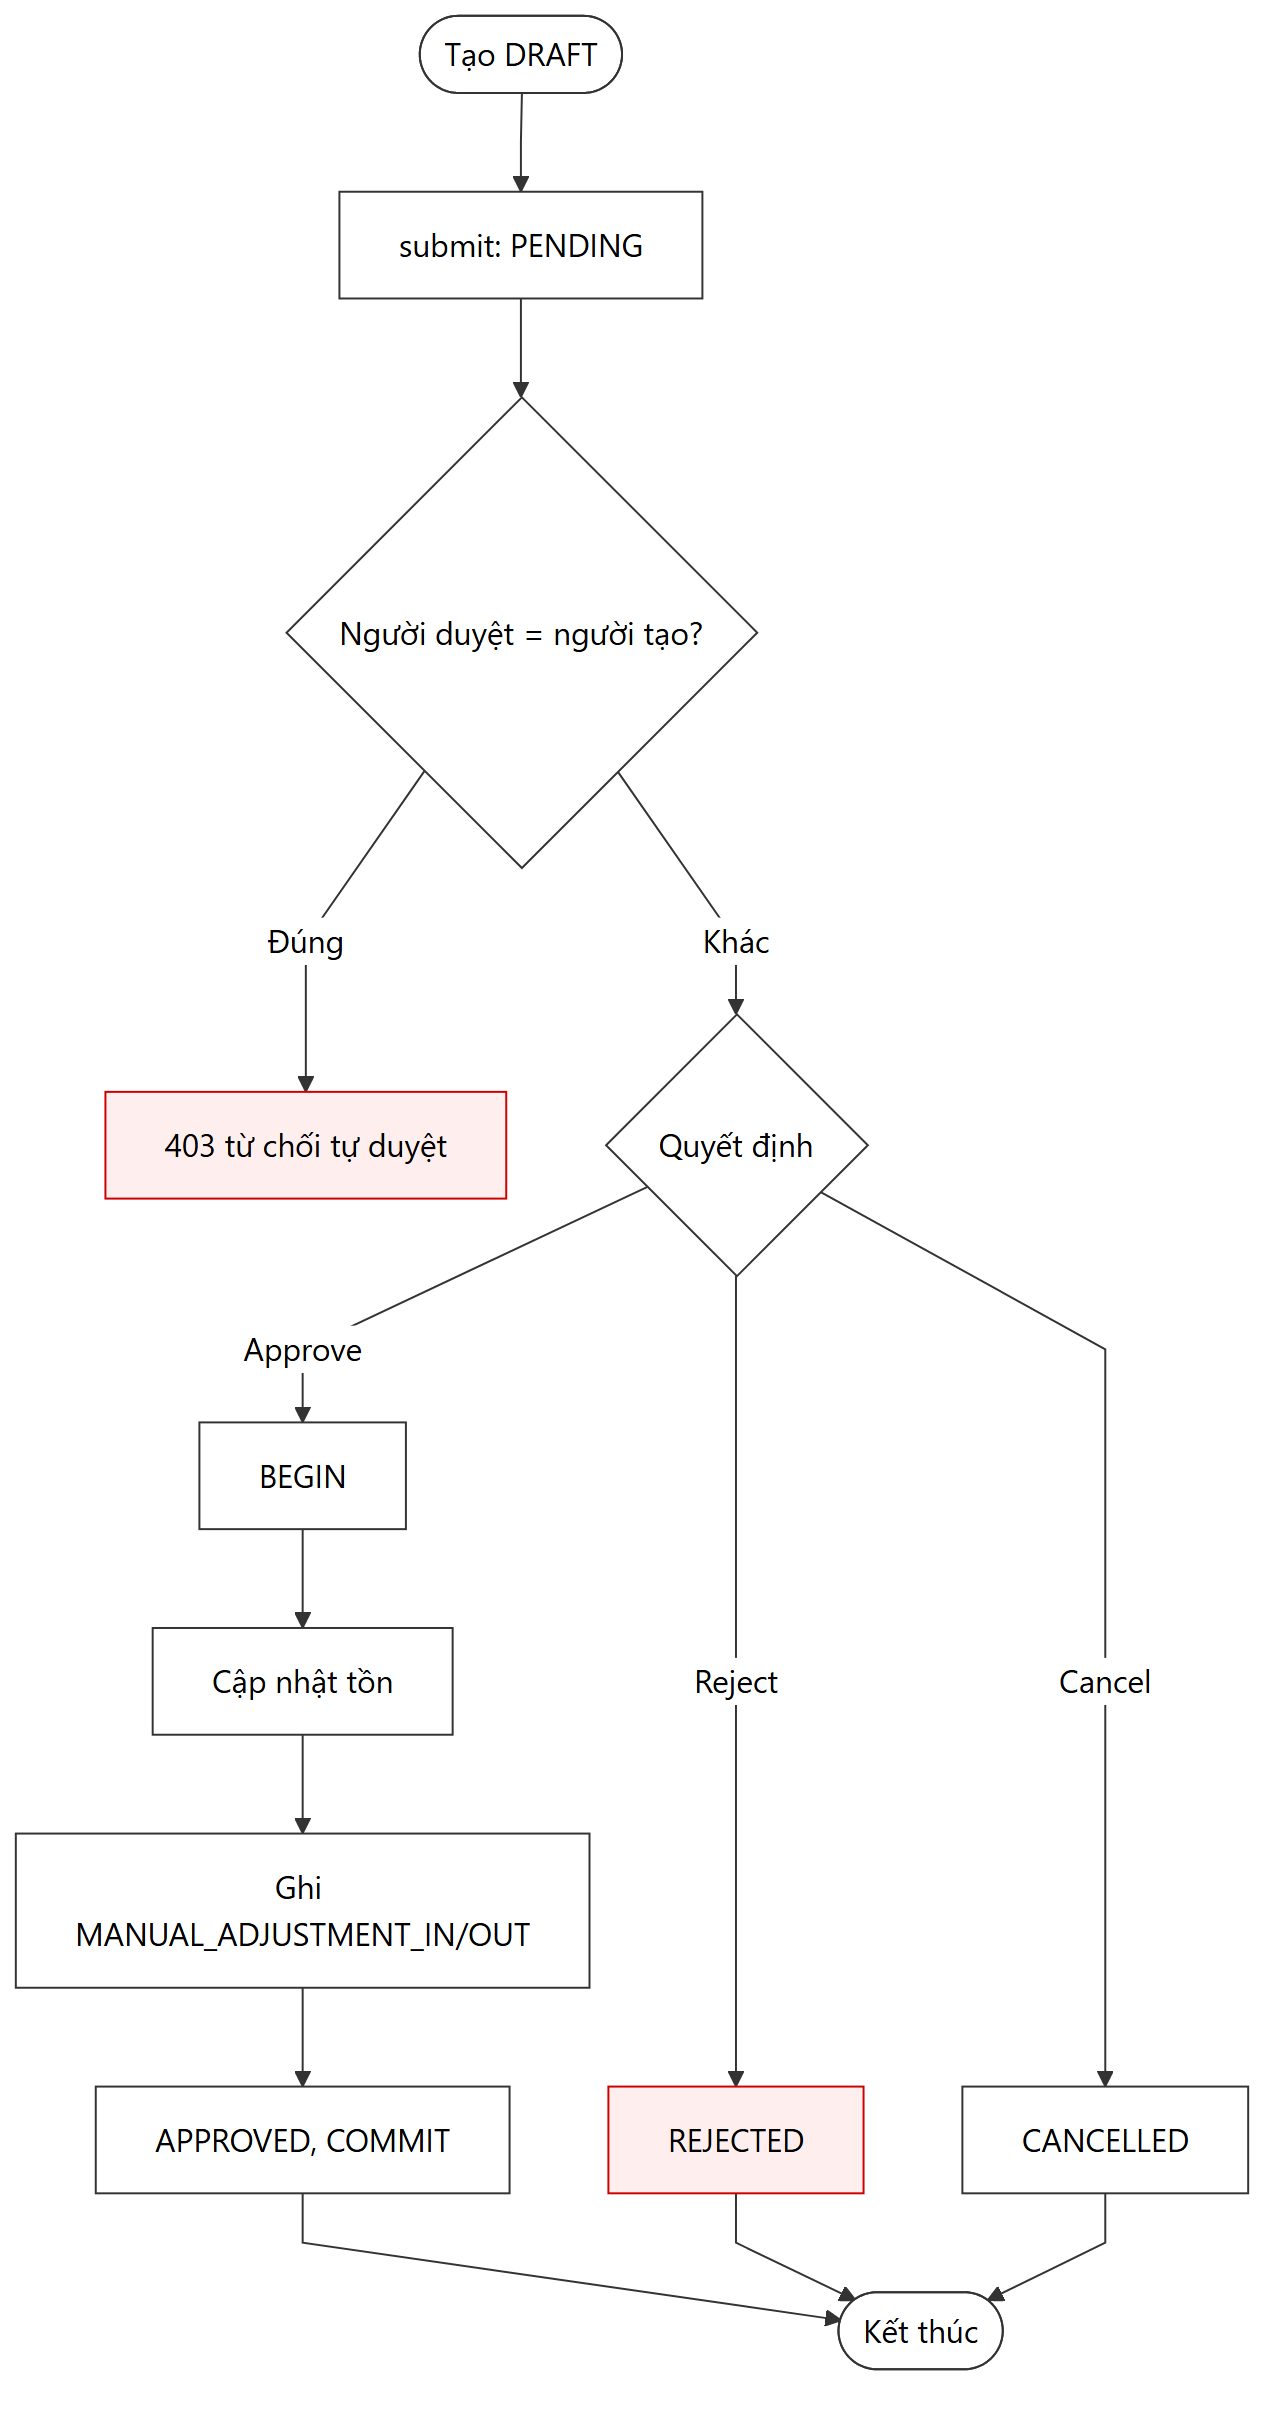 Tạo DRAFT
submit: PENDING
Người duyệt = người tạo?
Đúng
Khác
403 từ chối tự duyệt
Quyết định
Approve
BEGIN
Cập nhật tồn
Reject
Cancel
Ghi
MANUAL_ADJUSTMENT_IN/OUT
APPROVED, COMMIT
REJECTED
CANCELLED
Kết thúc